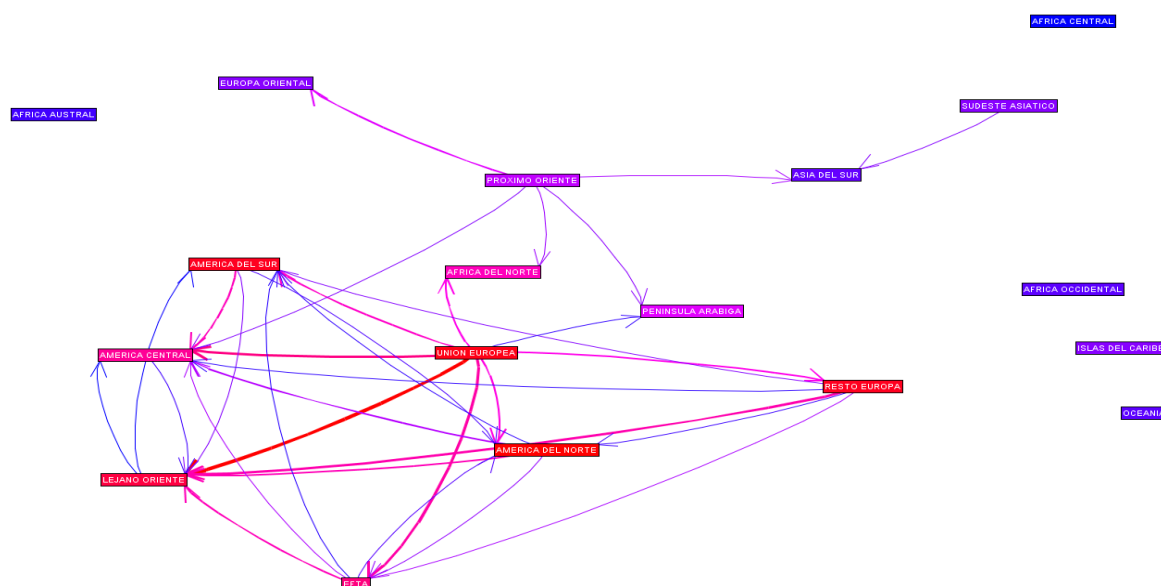 AFRICA CENTRAL
EUROPA ORIENTAL
SUDESTE ASIATICO
AFRICA AUSTRAL
ASIA DEL SUR
PROXIMO ORIENTE
AMERICA DEL SUR
AFRICA DEL NORTE
AFRICA OCCIDENTAL
PENINSULA ARABIGA
ISLAS DEL CARIBE
UNION EUROPEA
AMERICA CENTRAL
RESTO EUROPA
OCEANIA
AMERICA DEL NORTE
LEJANO ORIENTE
EFTA